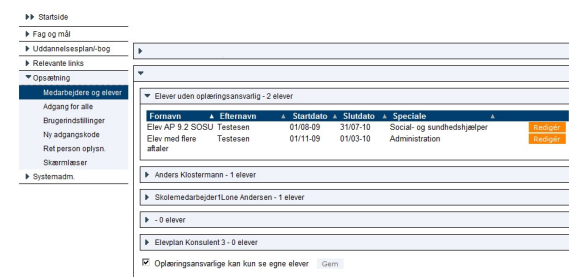 Startside
Fag og mål
Uddannelsesplan/-bog
Relevante links
Opsætning
Medarbejdere og elever
Adgang for alle
Brugerindstillinger
Ny adgangskode
Ret person oplysn.
Skærmlæser
Systemadm.
Elever uden oplæringsansvarlig - 2 elever
Fornavn Efternavn Startdato Slutdato Speciale
Elev AP 9.2 SOSU Testesen 01/08-09 31/07-10 Social- og sundhedshjælper Redigér
Elev med flere aftaler Testesen 01/11-09 01/03-10 Administration Redigér
Anders Klostermann - 1 elever
Skolemedarbejder1Lone Andersen - 1 elever
- 0 elever
Elevplan Konsulent 3 - 0 elever
Oplæringsansvarlige kan kun se egne elever Gem